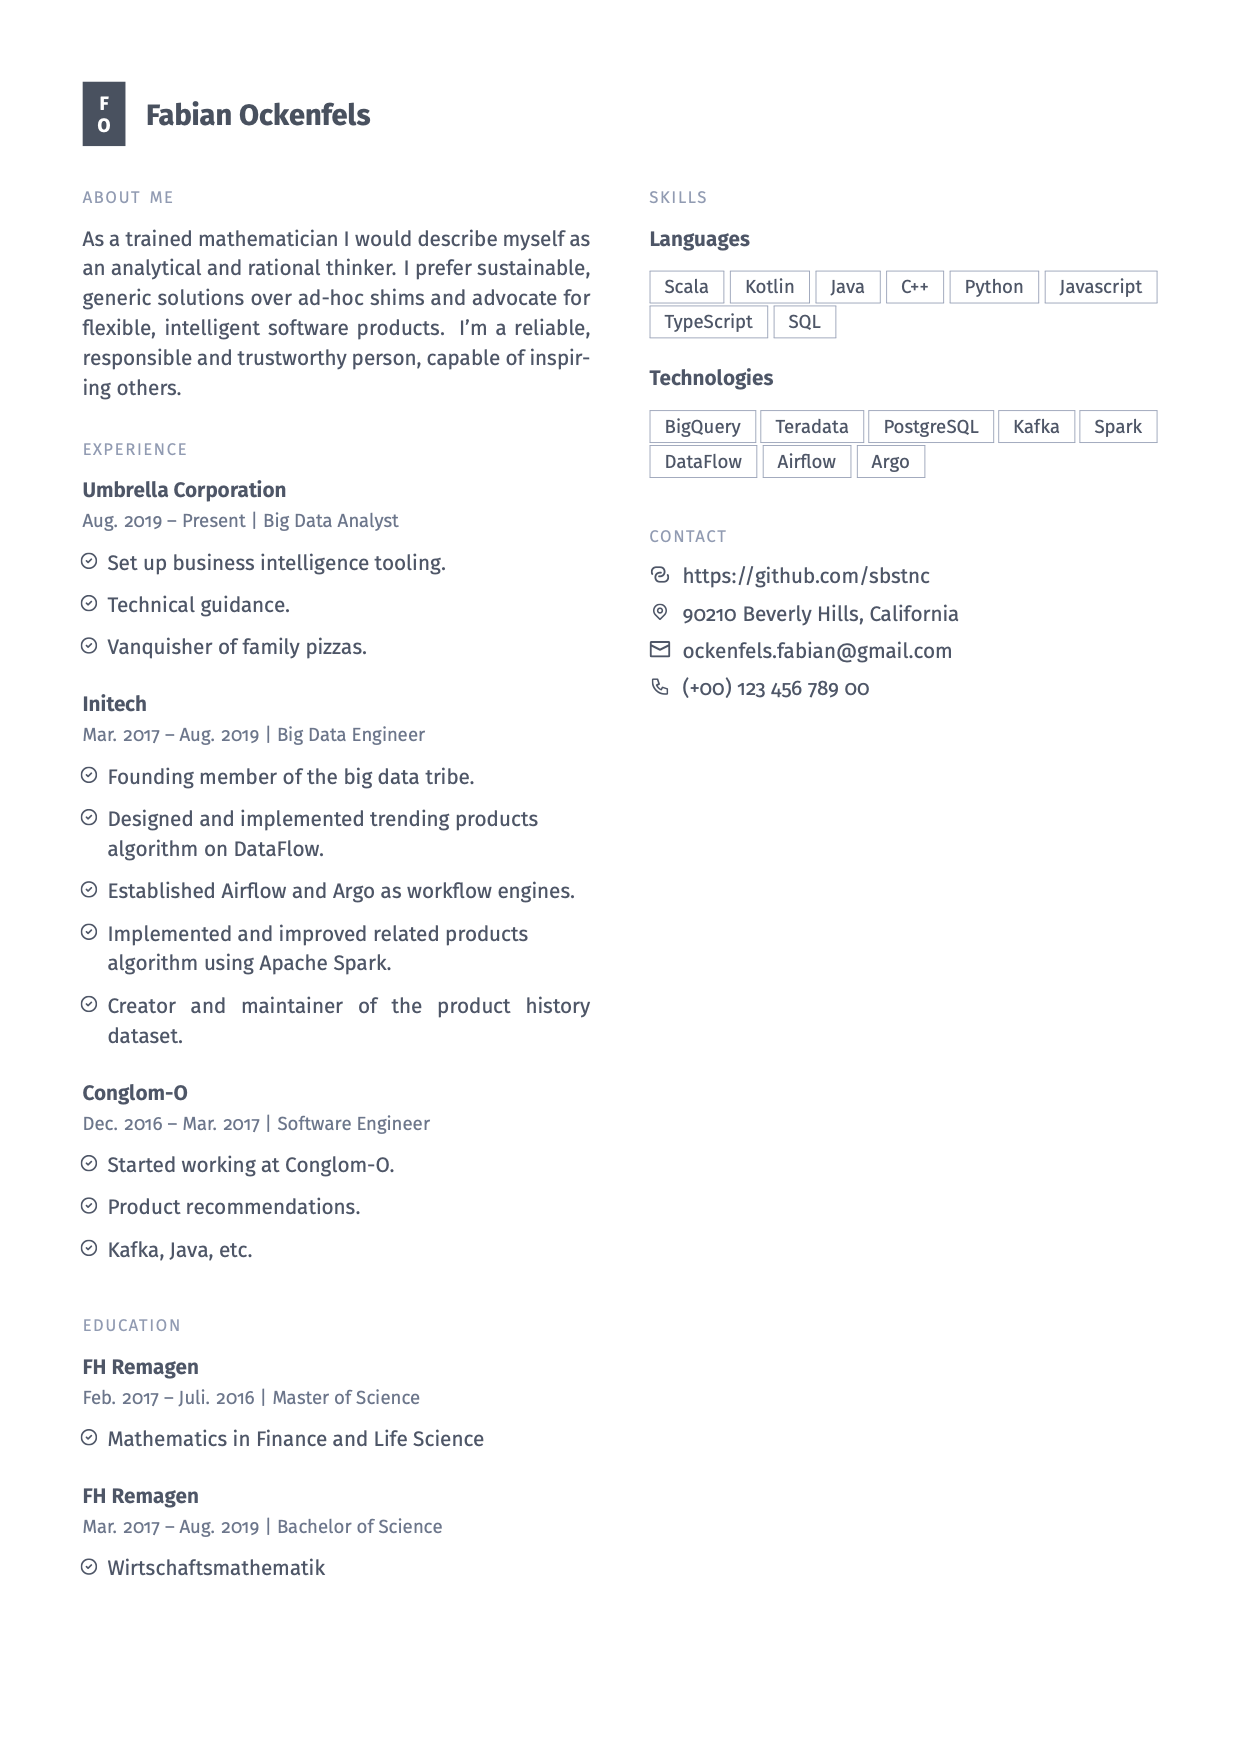 F
O
Fabian Ockenfels
ABOUT ME
As a trained mathematician I would describe myself as
an analytical and rational thinker. I prefer sustainable,
generic solutions over ad-hoc shims and advocate for
flexible, intelligent software products. I’m a reliable,
responsible and trustworthy person, capable of inspir-
ing others.
EXPERIENCE
Umbrella Corporation
Aug. 2019 – Present | Big Data Analyst
Set up business intelligence tooling.
Technical guidance.
Vanquisher of family pizzas.
Initech
Mar. 2017 – Aug. 2019 | Big Data Engineer
Founding member of the big data tribe.
Designed and implemented trending products
algorithm on DataFlow.
Established Airflow and Argo as workflow engines.
Implemented and improved related products
algorithm using Apache Spark.
Creator and maintainer of the product history
dataset.
Conglom-O
Dec. 2016 – Mar. 2017 | Software Engineer
Started working at Conglom-O.
Product recommendations.
Kafka, Java, etc.
EDUCATION
FH Remagen
Feb. 2017 – Juli. 2016 | Master of Science
Mathematics in Finance and Life Science
FH Remagen
Mar. 2017 – Aug. 2019 | Bachelor of Science
Wirtschaftsmathematik
SKILLS
Languages
Scala Kotlin Java C++ Python Javascript
TypeScript SQL
Technologies
BigQuery Teradata PostgreSQL Kafka Spark
DataFlow Airflow Argo
CONTACT
https://github.com/sbstnc
90210 Beverly Hills, California
ockenfels.fabian@gmail.com
(+00) 123 456 789 00